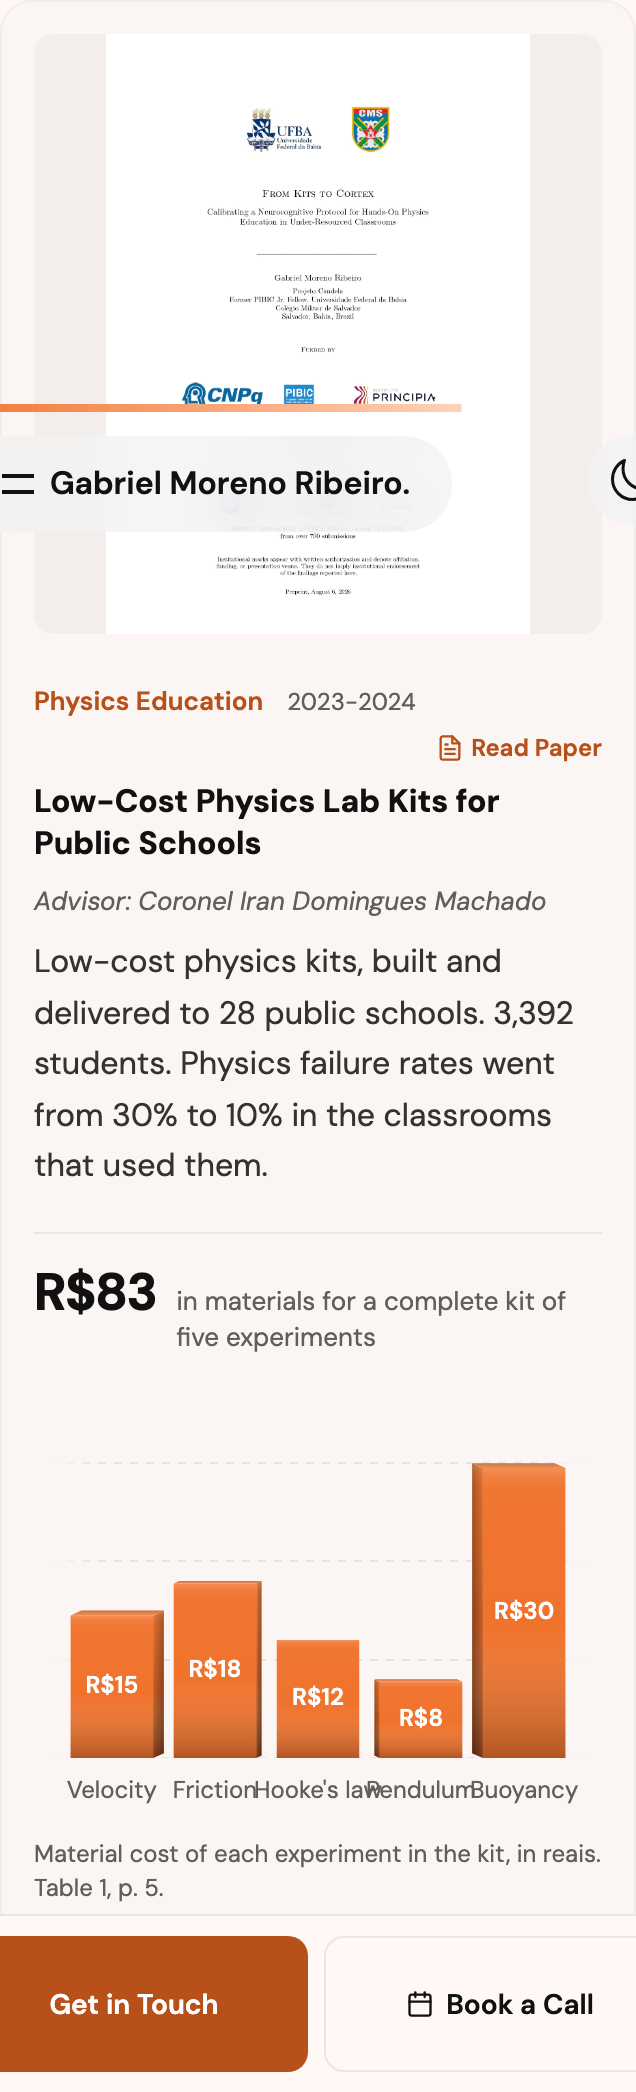 UFBA
Universidade
Federal da Bahia
CMS
From Kits to Cortex
Calibrating a Neurocognitive Protocol for Hands-On Physics
Education in Under-Resourced Classrooms
Gabriel Moreno Ribeiro
Projeto Candela
Former PIBIC Jr. Fellow, Universidade Federal da Bahia
Colégio Militar de Salvador
Salvador, Bahia, Brazil
Funded by
CNPq
PIBIC
PRINCIPIA
Gabriel Moreno Ribeiro.
from over 700 submissions
Institutional marks appear with written authorization and denote affiliation,
funding, or presentation venue. They do not imply institutional endorsement
of the findings reported here.
Preprint, August 6, 2026
Physics Education 2023-2024
Read Paper
Low-Cost Physics Lab Kits for
Public Schools
Advisor: Coronel Iran Domingues Machado
Low-cost physics kits, built and
delivered to 28 public schools. 3,392
students. Physics failure rates went
from 30% to 10% in the classrooms
that used them.
R$83 in materials for a complete kit of
five experiments
R$15 R$18 R$12 R$8 R$30
Velocity Friction Hooke's law Pendulum Buoyancy
Material cost of each experiment in the kit, in reais.
Table 1, p. 5.
Get in Touch Book a Call